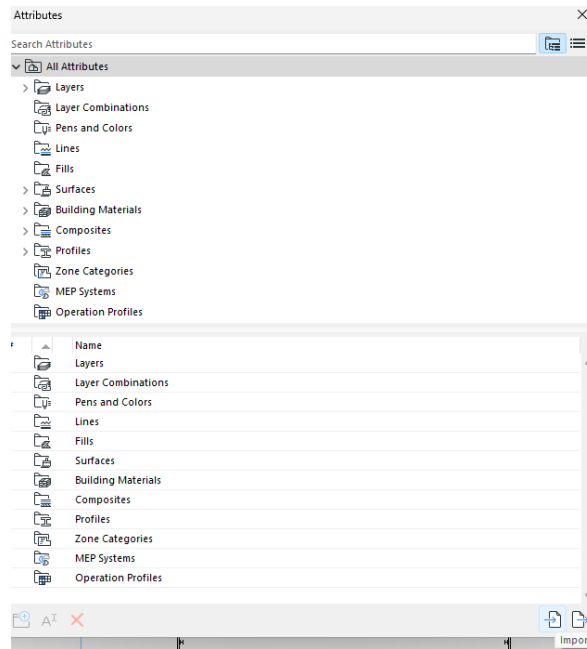 Attributes
Search Attributes
All Attributes
Layers
Layer Combinations
Pens and Colors
Lines
Fills
Surfaces
Building Materials
Composites
Profiles
Zone Categories
MEP Systems
Operation Profiles
Name
Layers
Layer Combinations
Pens and Colors
Lines
Fills
Surfaces
Building Materials
Composites
Profiles
Zone Categories
MEP Systems
Operation Profiles
Impor